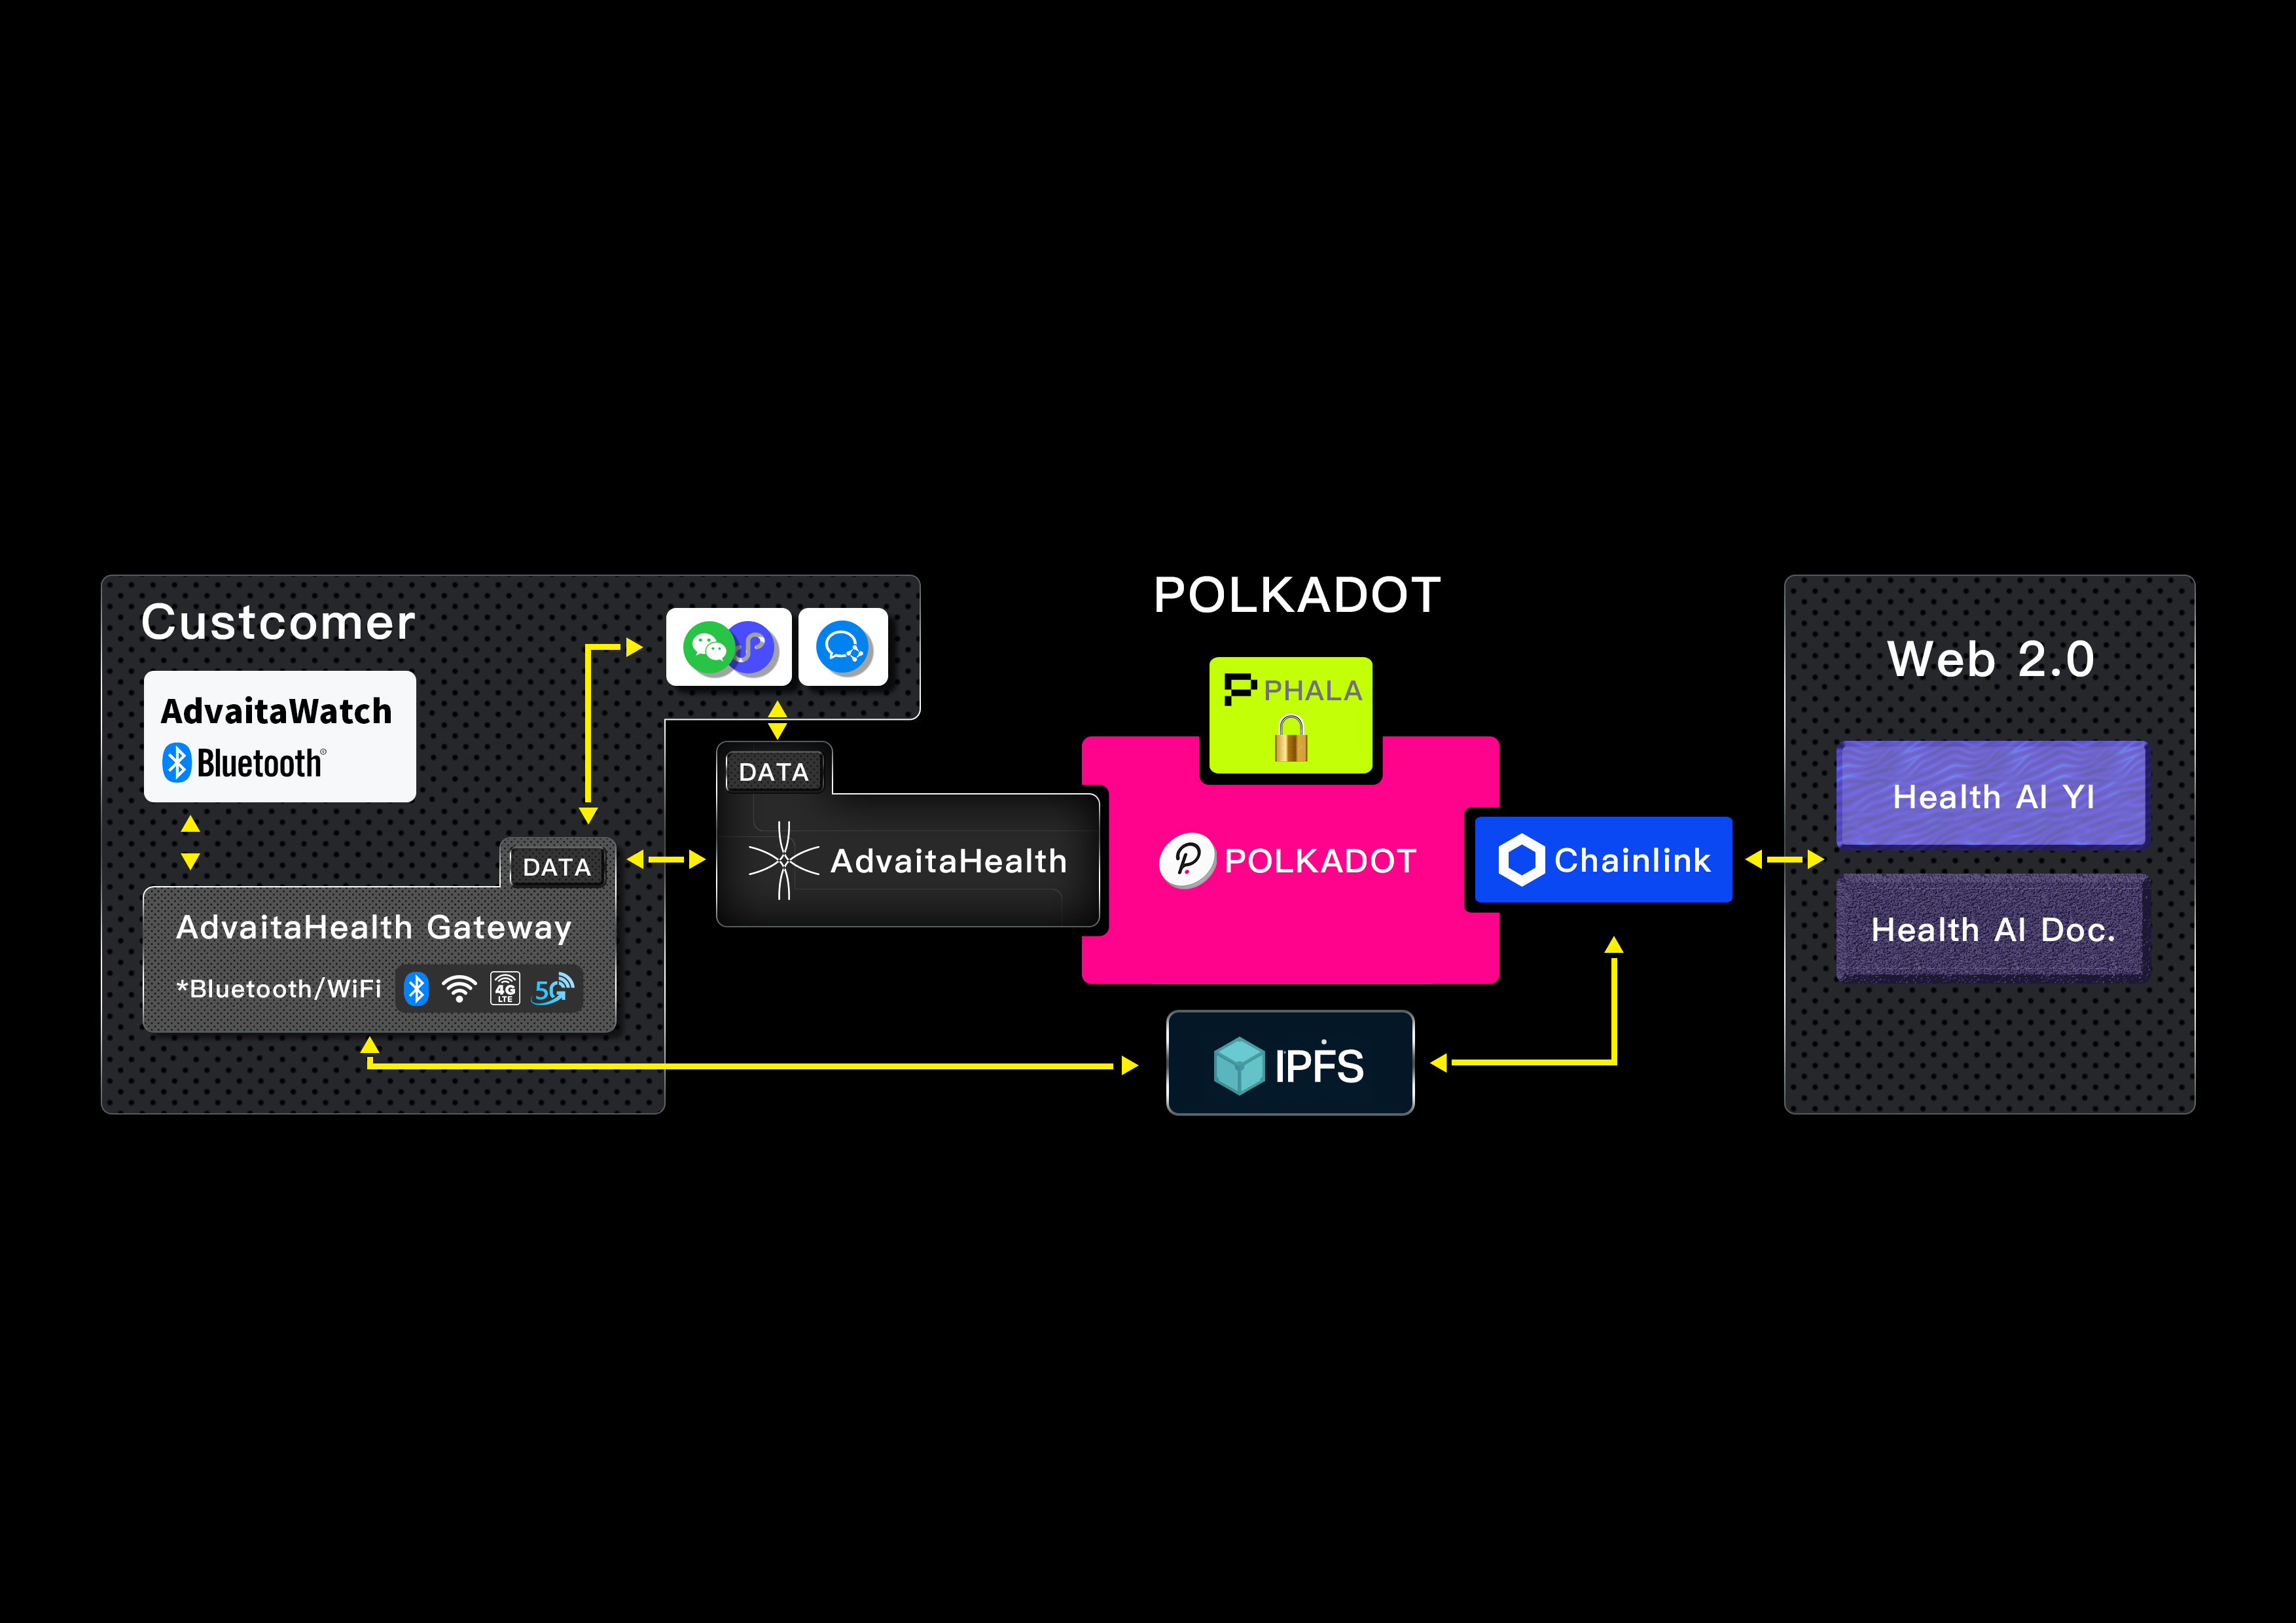 Custcomer
AdvaitaWatch
Bluetooth®
DATA
AdvaitaHealth Gateway
*Bluetooth/WiFi
4G
LTE
5G
DATA
AdvaitaHealth
POLKADOT
PHALA
POLKADOT
Chainlink
IPFS
Web 2.0
Health AI YI
Health AI Doc.